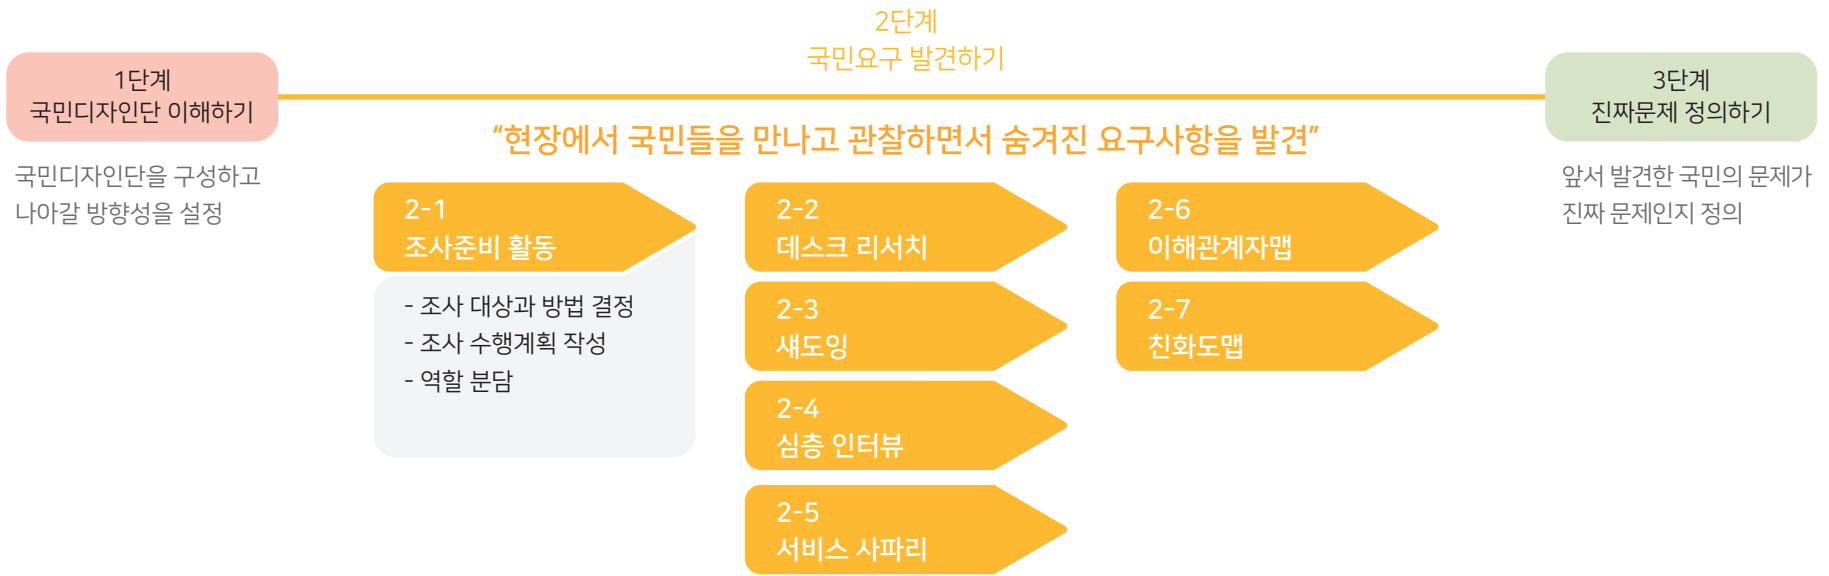 2단계
국민요구 발견하기
1단계
국민디자인단 이해하기
3단계
진짜문제 정의하기
“현장에서 국민들을 만나고 관찰하면서 숨겨진 요구사항을 발견”
국민디자인단을 구성하고
나아갈 방향성을 설정
앞서 발견한 국민의 문제가
진짜 문제인지 정의
2-1
조사준비 활동
- 조사 대상과 방법 결정
- 조사 수행계획 작성
- 역할 분담
2-2
데스크 리서치
2-3
섀도잉
2-4
심층 인터뷰
2-5
서비스 사파리
2-6
이해관계자맵
2-7
친화도맵